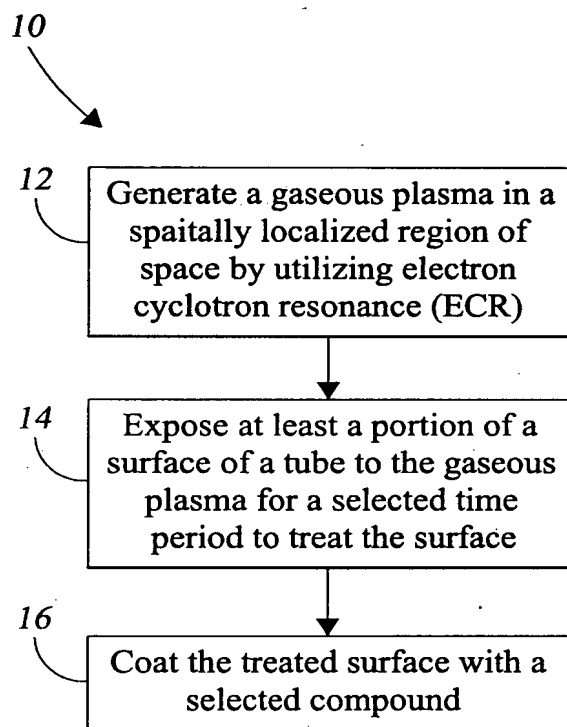 10
12
Generate a gaseous plasma in a
spaitally localized region of
space by utilizing electron
cyclotron resonance (ECR)
14
Expose at least a portion of a
surface of a tube to the gaseous
plasma for a selected time
period to treat the surface
16
Coat the treated surface with a
selected compound